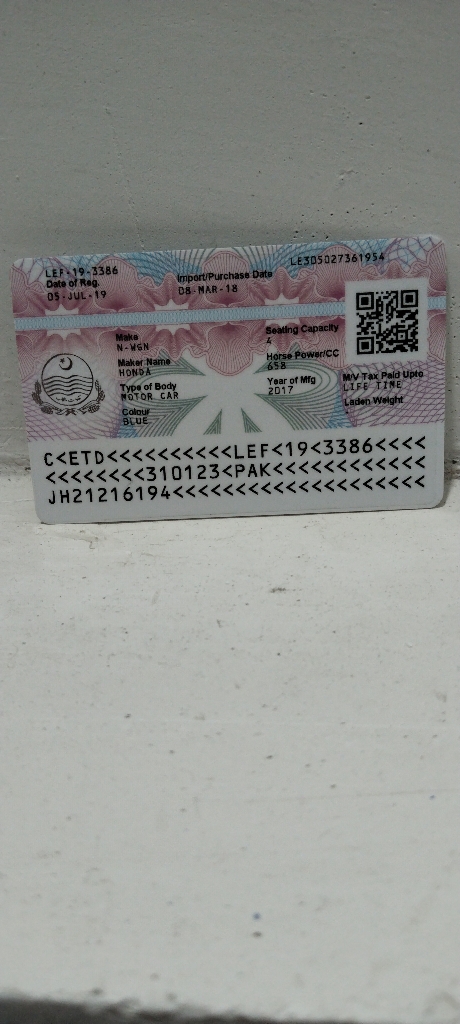 LEF-19-3386
LE305027361954
Date of Reg.
Import/Purchase Date
05-JUL-19
08-MAR-18
Make
N-WGN
Seating Capacity
4
Maker Name
HONDA
Horse Power/CC
658
Type of Body
MOTOR CAR
Year of Mfg
2017
M/V Tax Paid Upto
LIFE TIME
Colour
BLUE
Laden Weight
C<ETD<<<<<<<<<<LEF<19<3386<<<<
<<<<<<<<310123<PAK<<<<<<<<<<<<
JH21216194<<<<<<<<<<<<<<<<<<<<